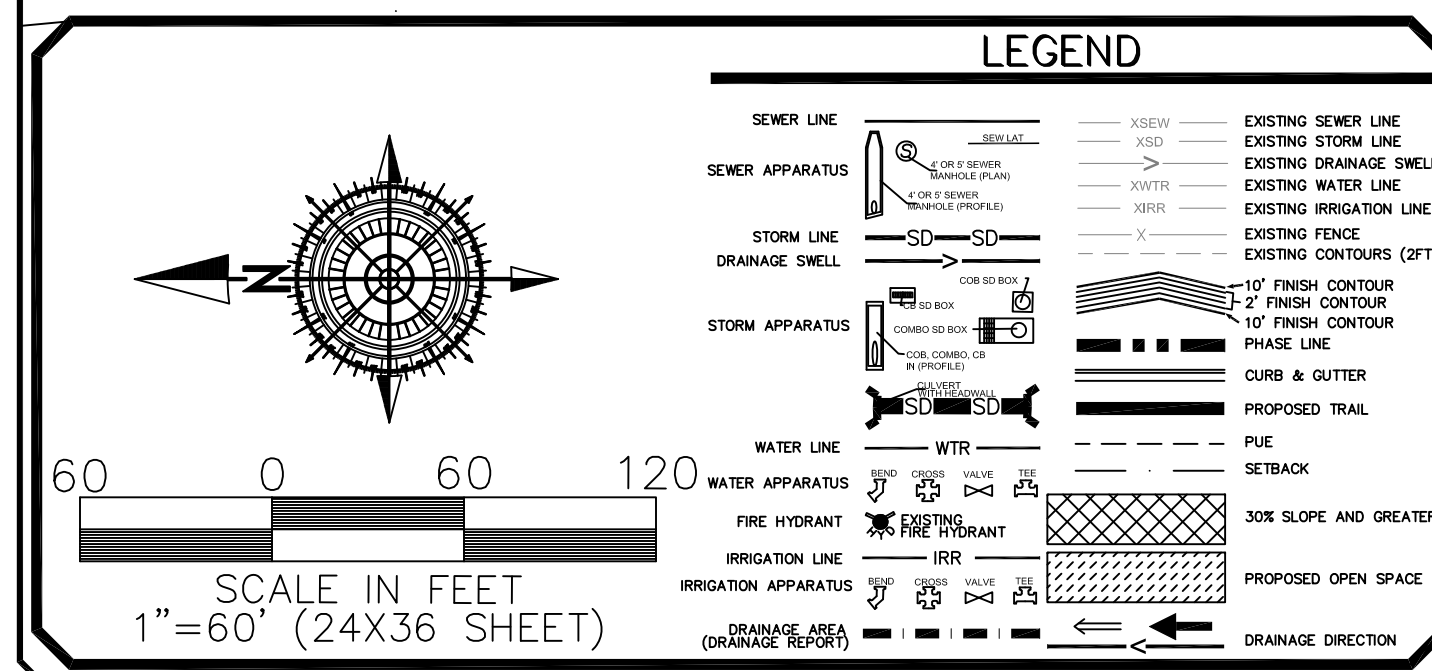 LEGEND
N
60 0 60 120
SCALE IN FEET
1"=60' (24X36 SHEET)
SEWER LINE
SEWER APPARATUS
S
SEW LAT
4' OR 5' SEWER
MANHOLE (PLAN)
4' OR 5' SEWER
MANHOLE (PROFILE)
STORM LINE
SD SD
DRAINAGE SWELL
>
STORM APPARATUS
COB SD BOX
CB SD BOX
COMBO SD BOX
COB, COMBO, CB
IN (PROFILE)
CULVERT
WITH HEADWALL
SD SD
WATER LINE
WTR
WATER APPARATUS
BEND CROSS VALVE TEE
FIRE HYDRANT
EXISTING
FIRE HYDRANT
IRRIGATION LINE
IRR
IRRIGATION APPARATUS
BEND CROSS VALVE TEE
DRAINAGE AREA
(DRAINAGE REPORT)
XSEW EXISTING SEWER LINE
XSD EXISTING STORM LINE
> EXISTING DRAINAGE SWELL
XWTR EXISTING WATER LINE
XIRR EXISTING IRRIGATION LINE
X EXISTING FENCE
EXISTING CONTOURS (2FT
10' FINISH CONTOUR
2' FINISH CONTOUR
10' FINISH CONTOUR
PHASE LINE
CURB & GUTTER
PROPOSED TRAIL
PUE
SETBACK
30% SLOPE AND GREATER
PROPOSED OPEN SPACE
< DRAINAGE DIRECTION